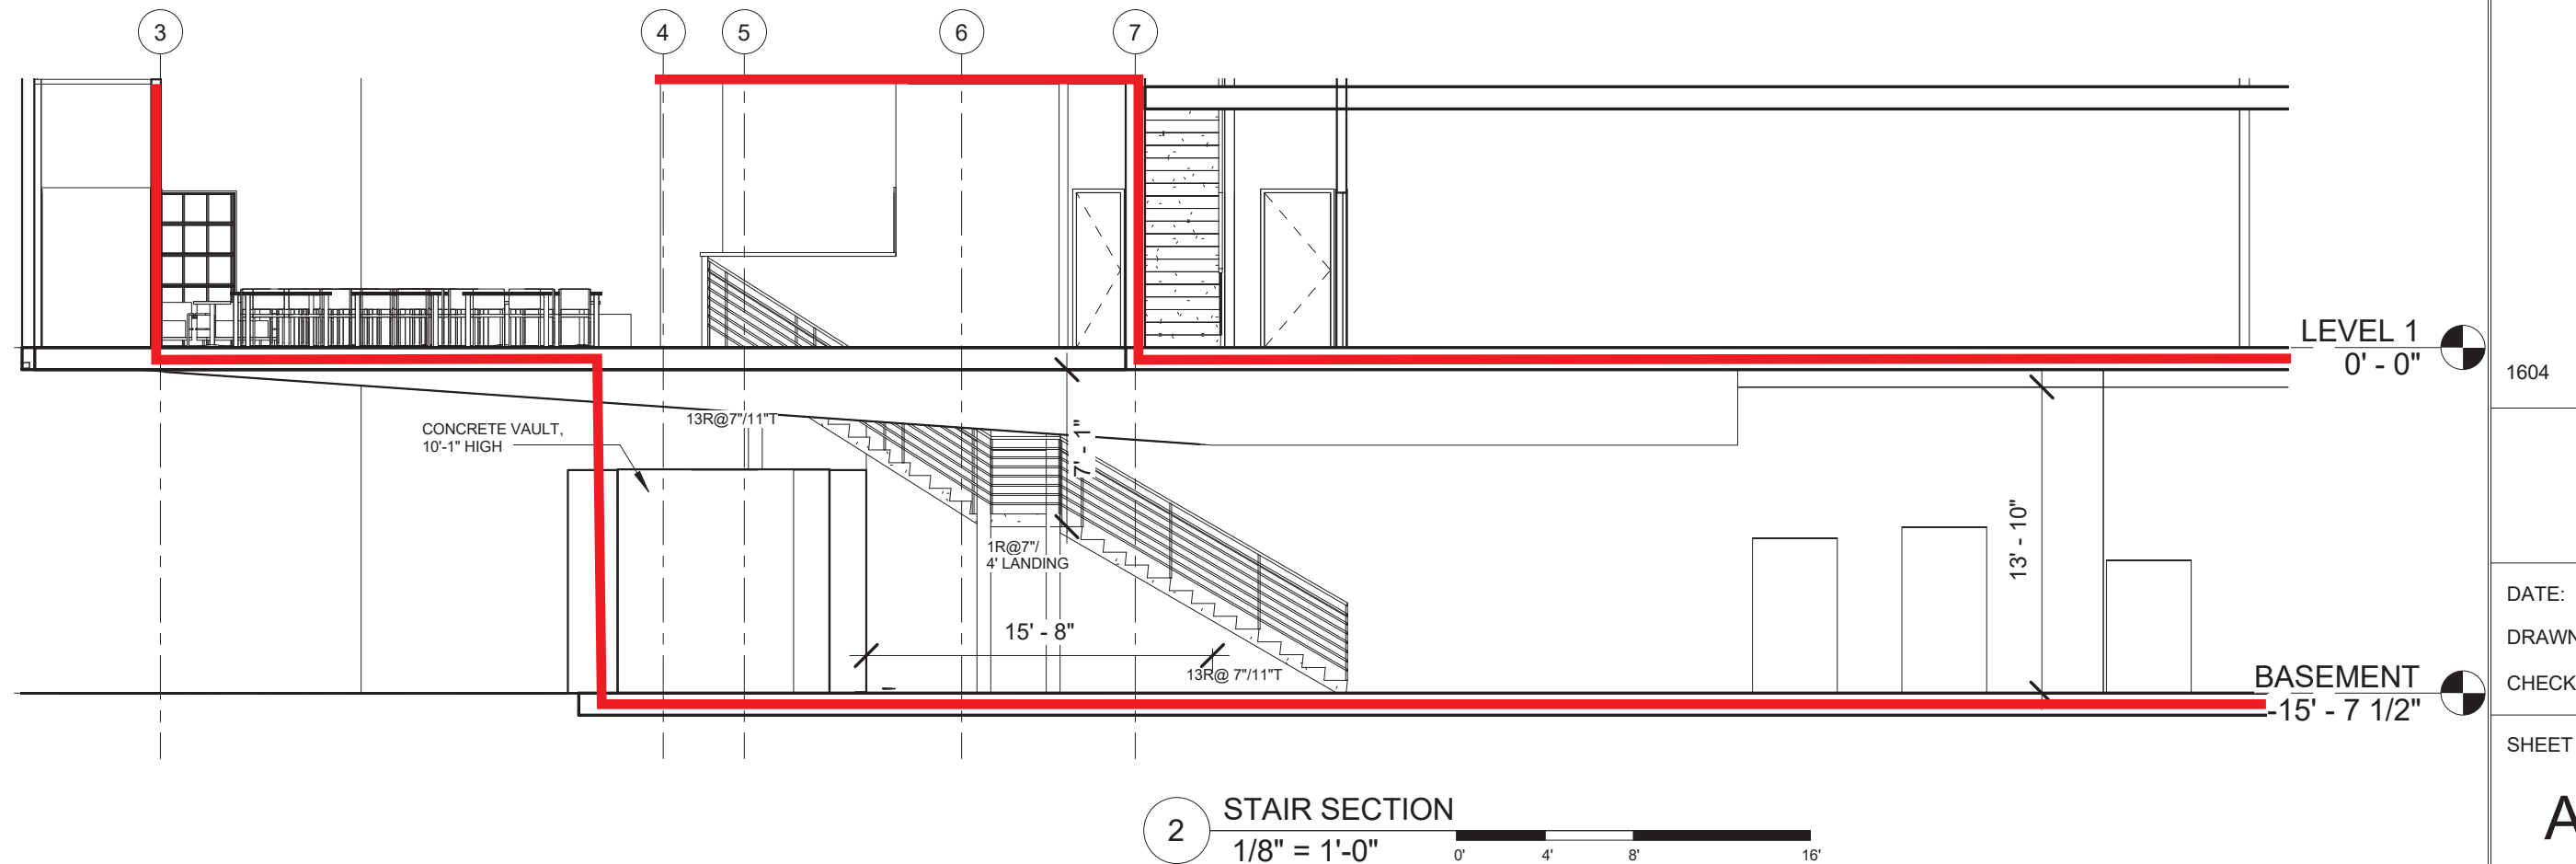 3
4
5
6
7
LEVEL 1
0' - 0"
1604
CONCRETE VAULT,
10'-1" HIGH
13R@7"/11"T
7' - 1"
1R@7"/
4' LANDING
13' - 10"
15' - 8"
13R@ 7"/11"T
BASEMENT
-15' - 7 1/2"
DATE:
DRAWN
CHECK
SHEET
A
2
STAIR SECTION
1/8" = 1'-0"
0'
4'
8'
16'